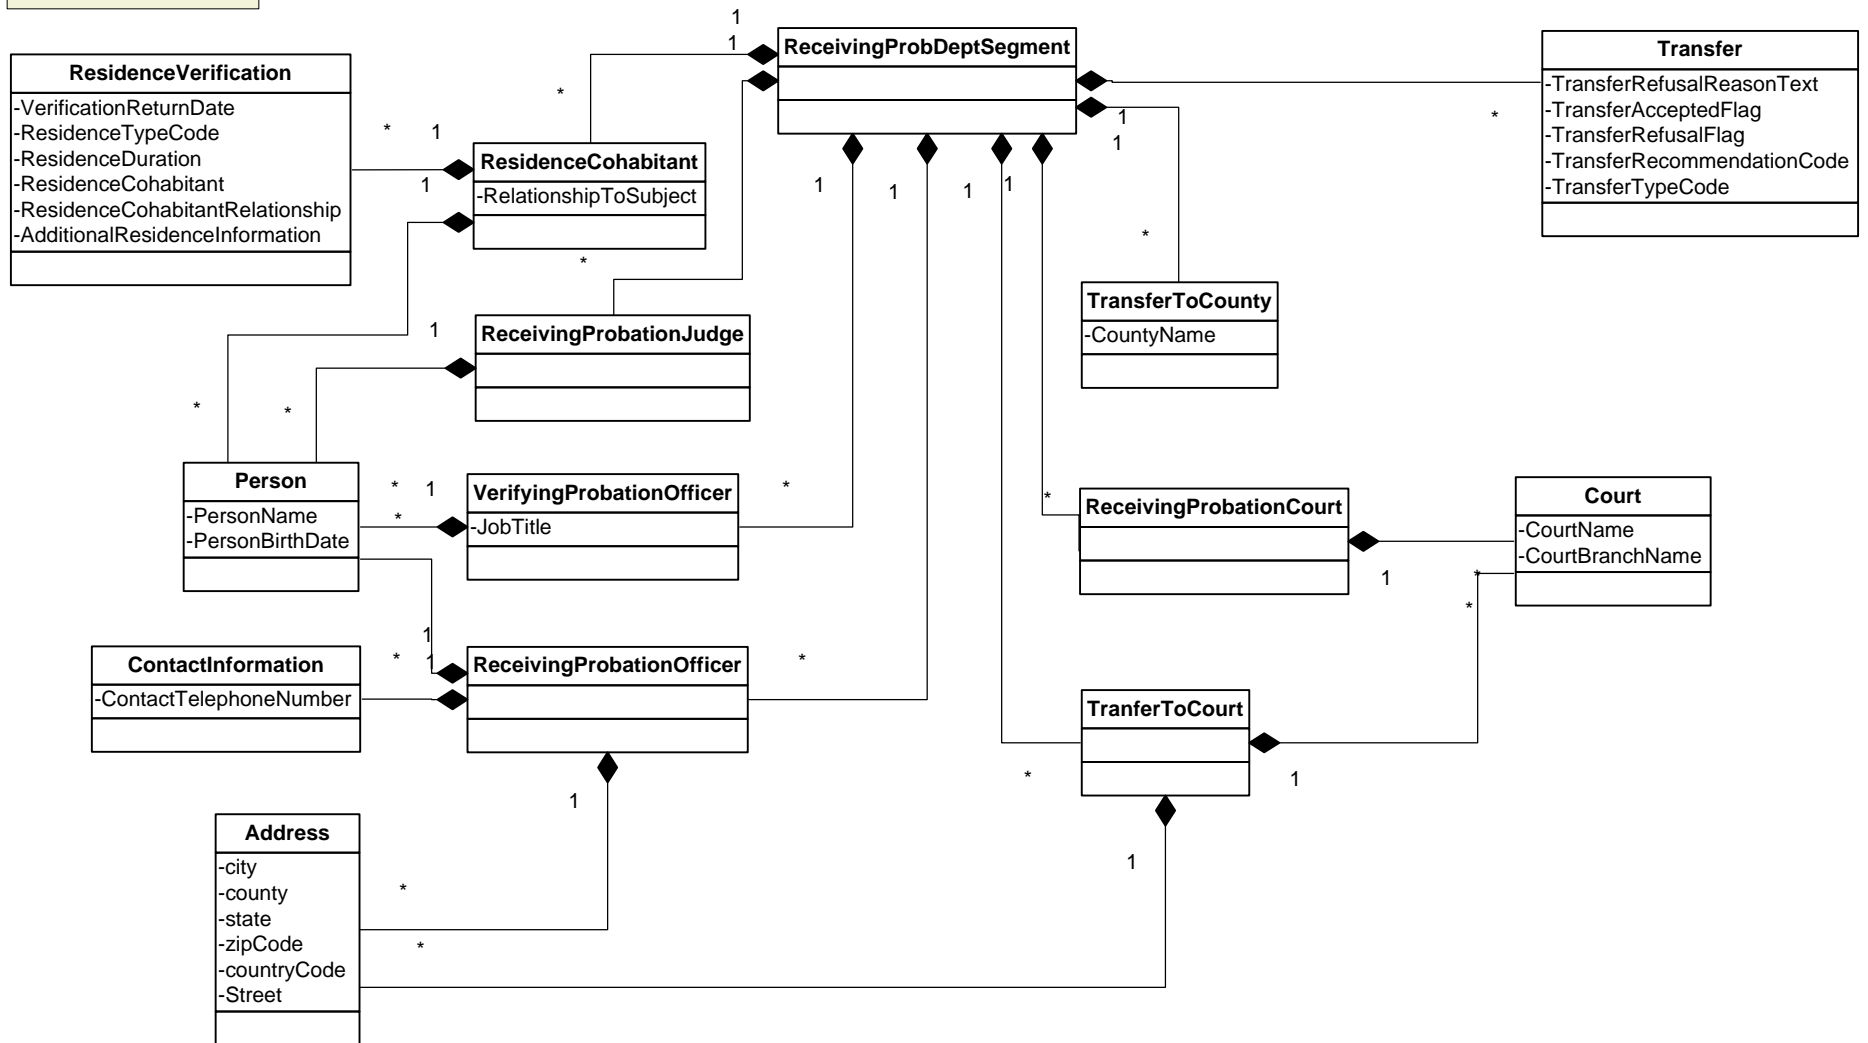 1
ReceivingProbDeptSegment
1
*
Transfer
-TransferRefusalReasonText
-TransferAcceptedFlag
-TransferRefusalFlag
-TransferRecommendationCode
-TransferTypeCode
*
1
1
ResidenceVerification
-VerificationReturnDate
-ResidenceTypeCode
-ResidenceDuration
-ResidenceCohabitant
-ResidenceCohabitantRelationship
-AdditionalResidenceInformation
* 1
1
ResidenceCohabitant
-RelationshipToSubject
*
1
1
1
1
*
TransferToCounty
-CountyName
1
ReceivingProbationJudge
* *
Person
-PersonName
-PersonBirthDate
* 1
*
VerifyingProbationOfficer
-JobTitle
*
*
ReceivingProbationCourt
1
Court
-CourtName
-CourtBranchName
*
*
ContactInformation
-ContactTelephoneNumber
1
* 1
ReceivingProbationOfficer
*
TranferToCourt
* 1
1
1
Address
-city
-county
-state
-zipCode
-countryCode
-Street
*
*